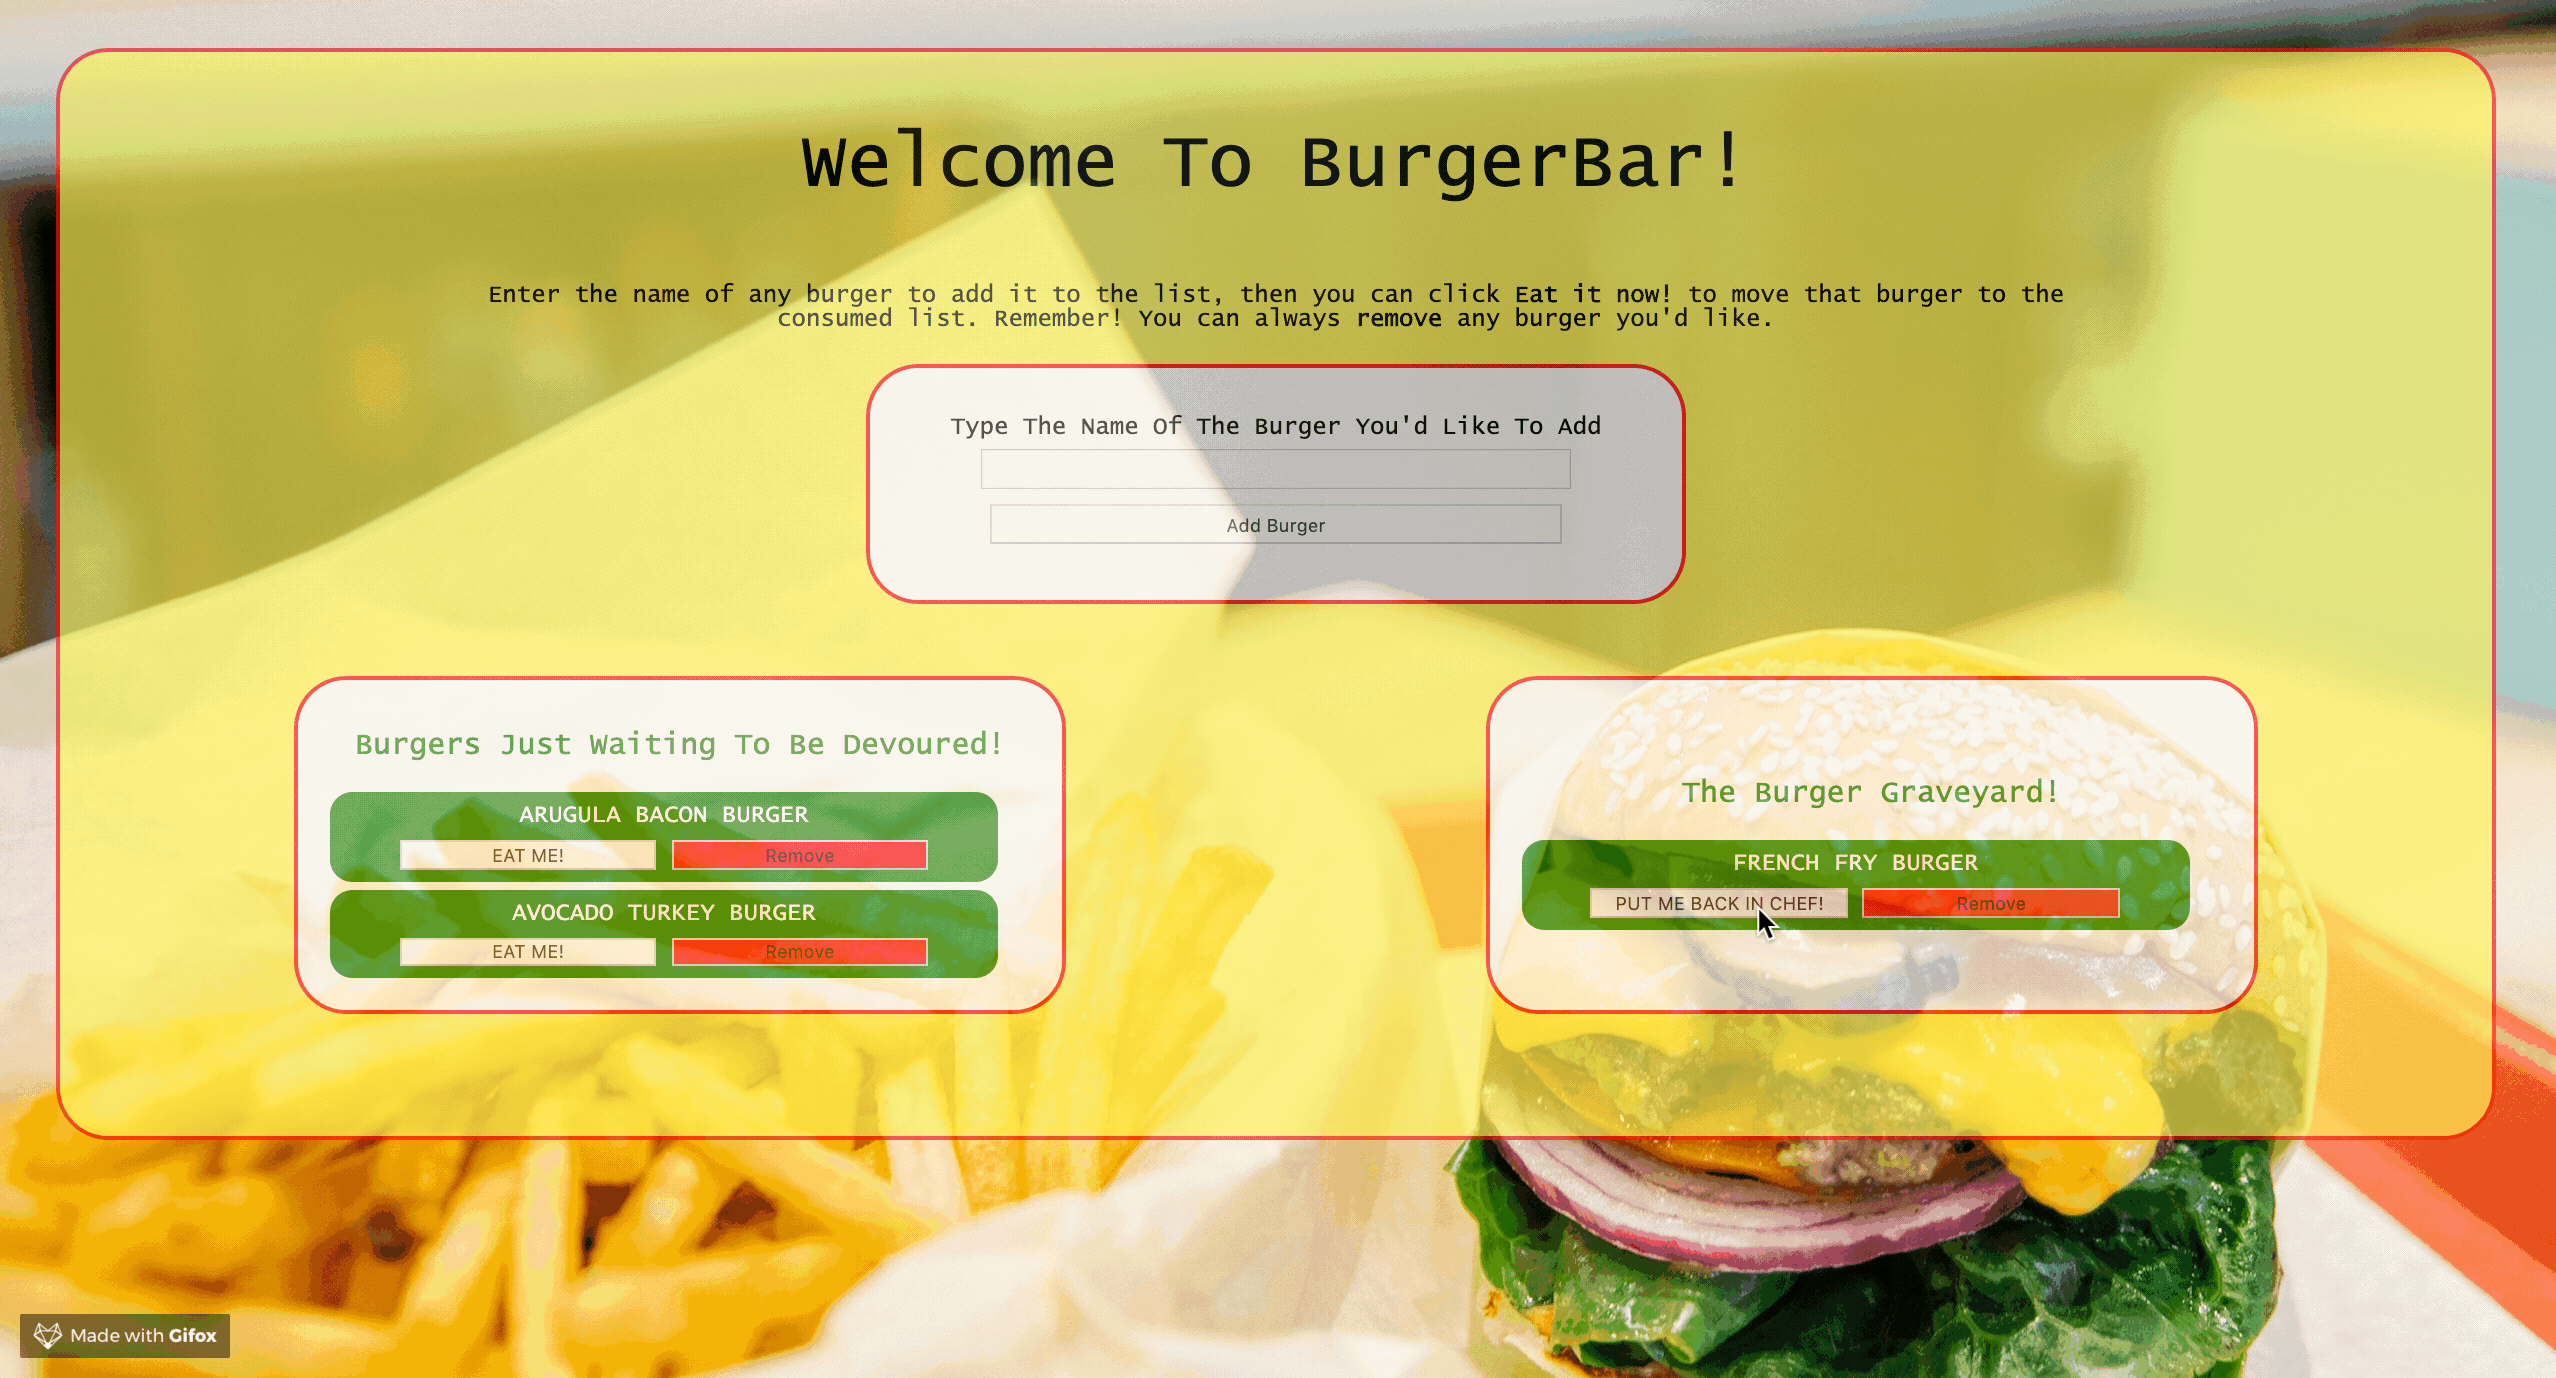 Welcome To BurgerBar!
Enter the name of any burger to add it to the list, then you can click Eat it now! to move that burger to the
consumed list. Remember! You can always remove any burger you'd like.
Type The Name Of The Burger You'd Like To Add
Add Burger
Burgers Just Waiting To Be Devoured!
ARUGULA BACON BURGER
EAT ME! Remove
AVOCADO TURKEY BURGER
EAT ME! Remove
The Burger Graveyard!
FRENCH FRY BURGER
PUT ME BACK IN CHEF! Remove
Made with Gifox